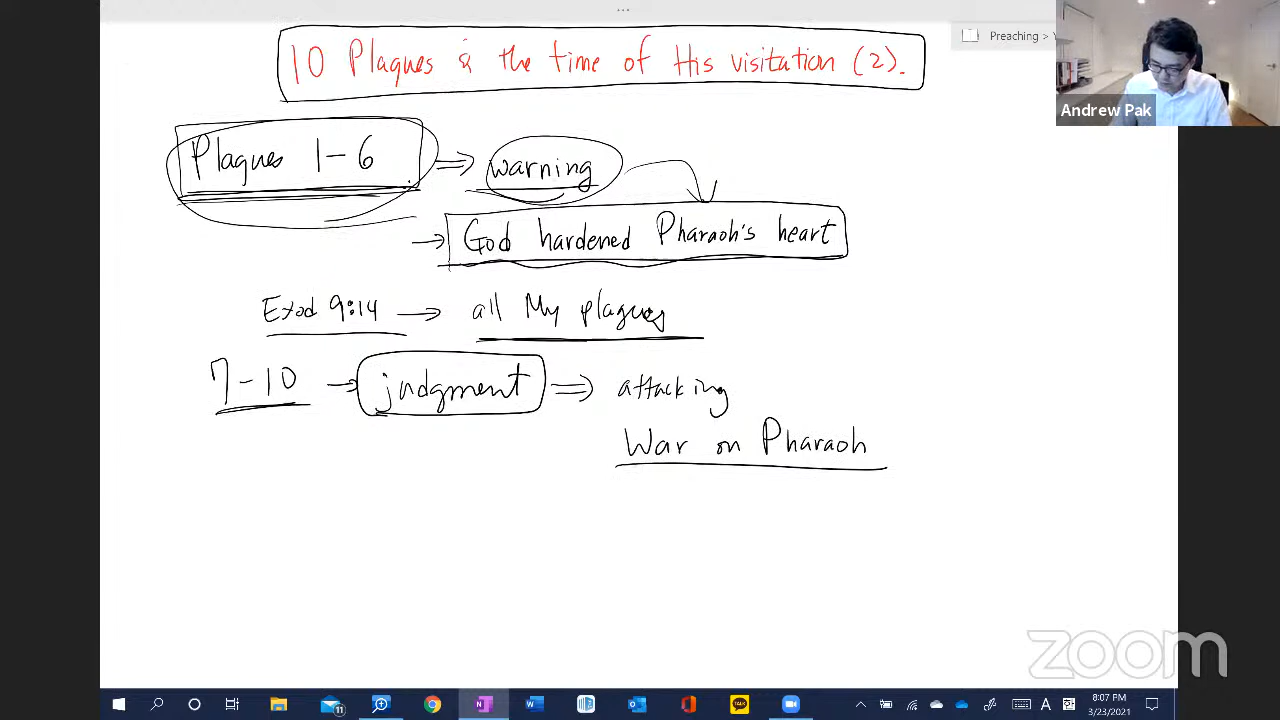 10 Plagues & the time of His visitation (2).
Preaching >
Andrew Pak
Plagues 1-6 ⇒ warning
→ God hardened Pharaoh's heart
Exod 9:14 → all My plagues
7-10 → judgment ⇒ attacking
War on Pharaoh
zoom
11
TALK
A
8:07 PM
3/23/2021